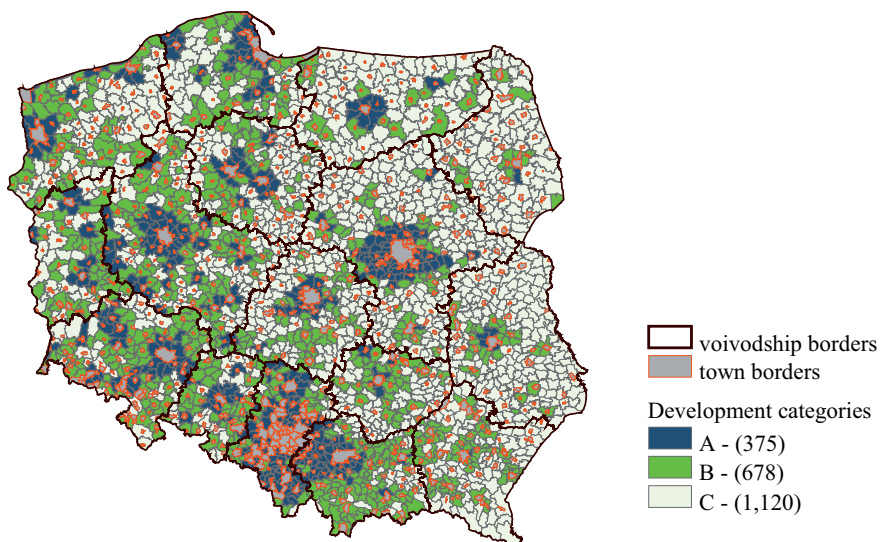 voivodship borders
town borders
Development categories
A - (375)
B - (678)
C - (1,120)